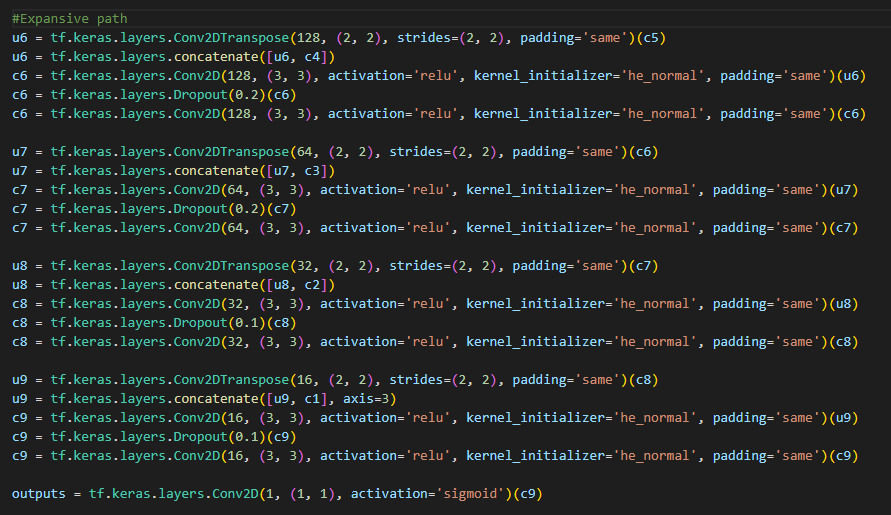 #Expansive path
u6 = tf.keras.layers.Conv2DTranspose(128, (2, 2), strides=(2, 2), padding='same')(c5)
u6 = tf.keras.layers.concatenate([u6, c4])
c6 = tf.keras.layers.Conv2D(128, (3, 3), activation='relu', kernel_initializer='he_normal', padding='same')(u6)
c6 = tf.keras.layers.Dropout(0.2)(c6)
c6 = tf.keras.layers.Conv2D(128, (3, 3), activation='relu', kernel_initializer='he_normal', padding='same')(c6)

u7 = tf.keras.layers.Conv2DTranspose(64, (2, 2), strides=(2, 2), padding='same')(c6)
u7 = tf.keras.layers.concatenate([u7, c3])
c7 = tf.keras.layers.Conv2D(64, (3, 3), activation='relu', kernel_initializer='he_normal', padding='same')(u7)
c7 = tf.keras.layers.Dropout(0.2)(c7)
c7 = tf.keras.layers.Conv2D(64, (3, 3), activation='relu', kernel_initializer='he_normal', padding='same')(c7)

u8 = tf.keras.layers.Conv2DTranspose(32, (2, 2), strides=(2, 2), padding='same')(c7)
u8 = tf.keras.layers.concatenate([u8, c2])
c8 = tf.keras.layers.Conv2D(32, (3, 3), activation='relu', kernel_initializer='he_normal', padding='same')(u8)
c8 = tf.keras.layers.Dropout(0.1)(c8)
c8 = tf.keras.layers.Conv2D(32, (3, 3), activation='relu', kernel_initializer='he_normal', padding='same')(c8)

u9 = tf.keras.layers.Conv2DTranspose(16, (2, 2), strides=(2, 2), padding='same')(c8)
u9 = tf.keras.layers.concatenate([u9, c1], axis=3)
c9 = tf.keras.layers.Conv2D(16, (3, 3), activation='relu', kernel_initializer='he_normal', padding='same')(u9)
c9 = tf.keras.layers.Dropout(0.1)(c9)
c9 = tf.keras.layers.Conv2D(16, (3, 3), activation='relu', kernel_initializer='he_normal', padding='same')(c9)

outputs = tf.keras.layers.Conv2D(1, (1, 1), activation='sigmoid')(c9)